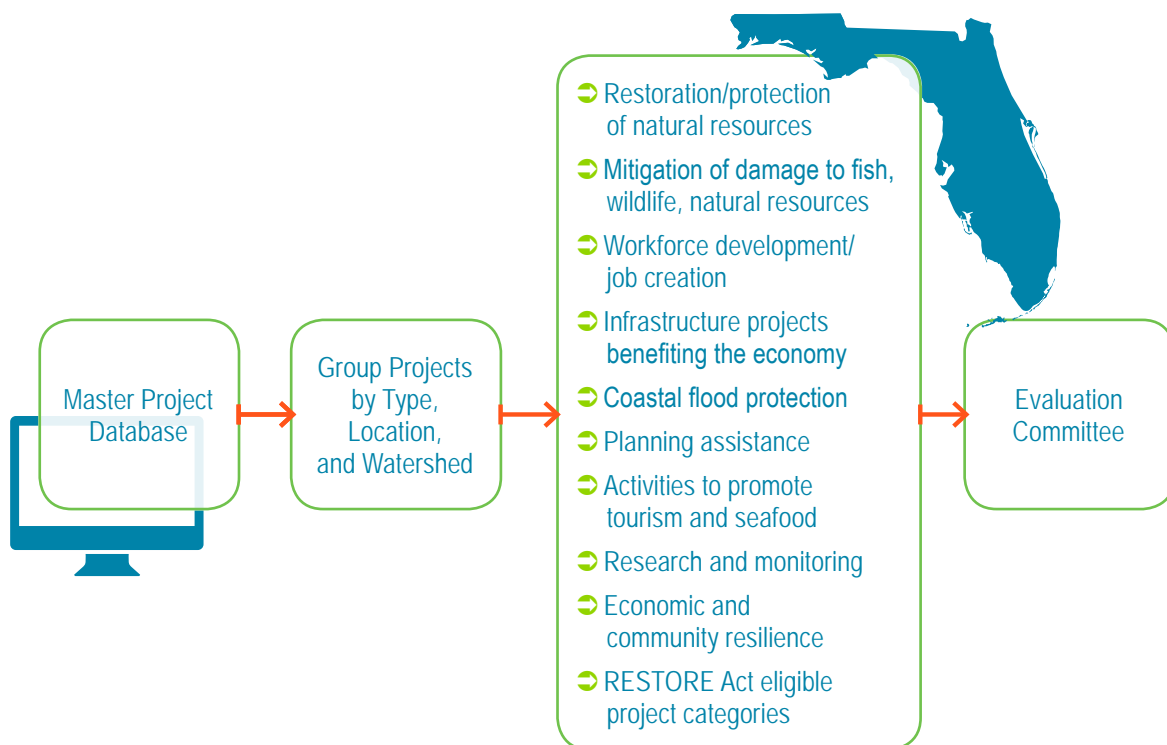 Master Project
Database
Group Projects
by Type,
Location,
and Watershed
Restoration/protection
of natural resources
Mitigation of damage to fish,
wildlife, natural resources
Workforce development/
job creation
Infrastructure projects
benefiting the economy
Coastal flood protection
Planning assistance
Activities to promote
tourism and seafood
Research and monitoring
Economic and
community resilience
RESTORE Act eligible
project categories
Evaluation
Committee